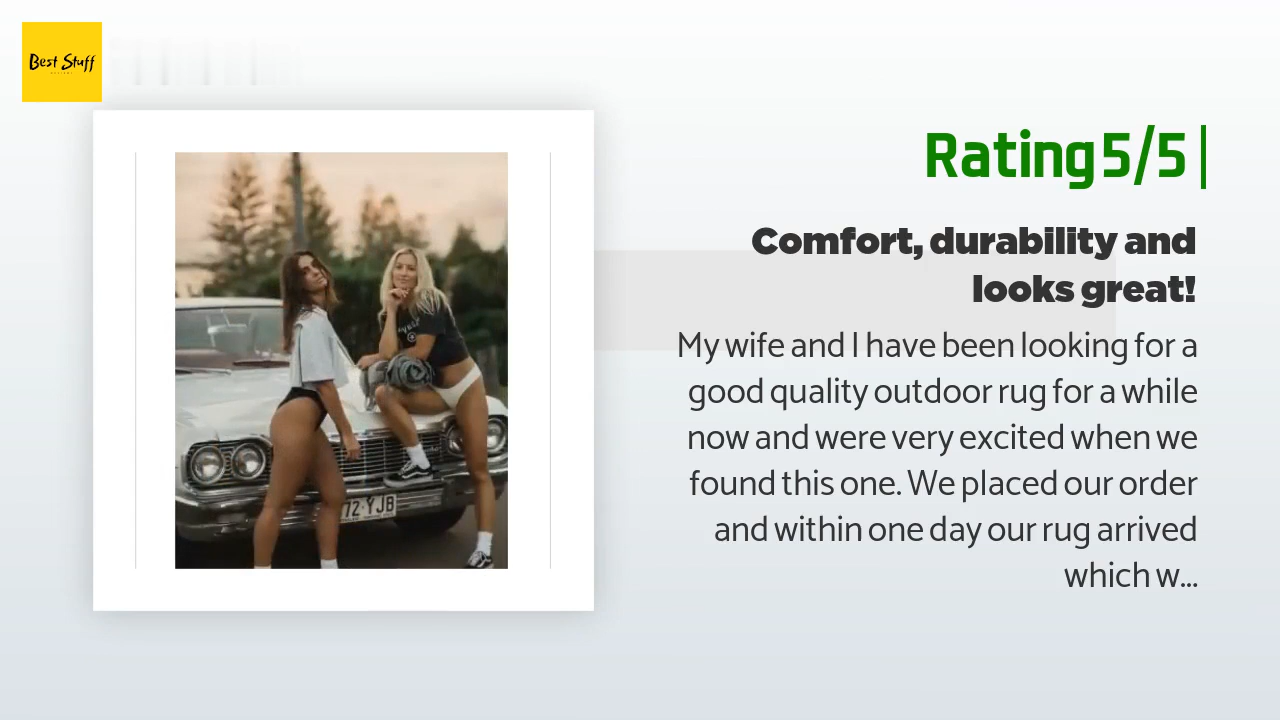 Best Stuff
Rating 5/5
Comfort, durability and
looks great!
My wife and I have been looking for a
good quality outdoor rug for a while
now and were very excited when we
found this one. We placed our order
and within one day our rug arrived
which w...
72·YJB